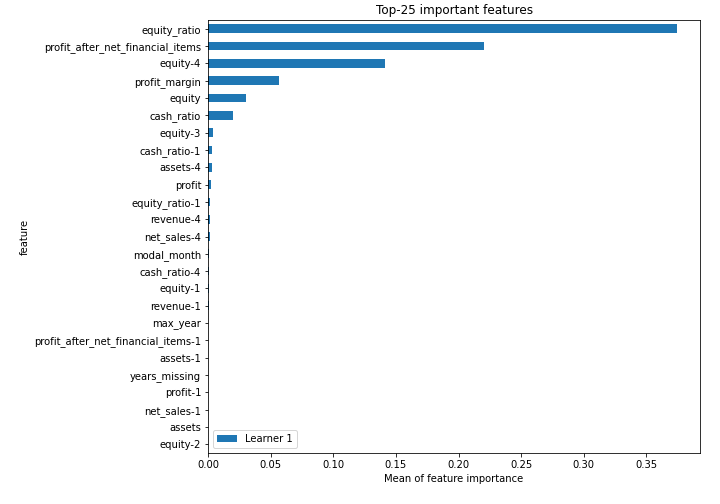 Top-25 important features
equity_ratio
profit_after_net_financial_items
equity-4
profit_margin
equity
cash_ratio
equity-3
cash_ratio-1
assets-4
profit
equity_ratio-1
revenue-4
net_sales-4
modal_month
cash_ratio-4
equity-1
revenue-1
max_year
profit_after_net_financial_items-1
assets-1
years_missing
profit-1
net_sales-1
assets
equity-2
feature
Learner 1
0.00 0.05 0.10 0.15 0.20 0.25 0.30 0.35
Mean of feature importance